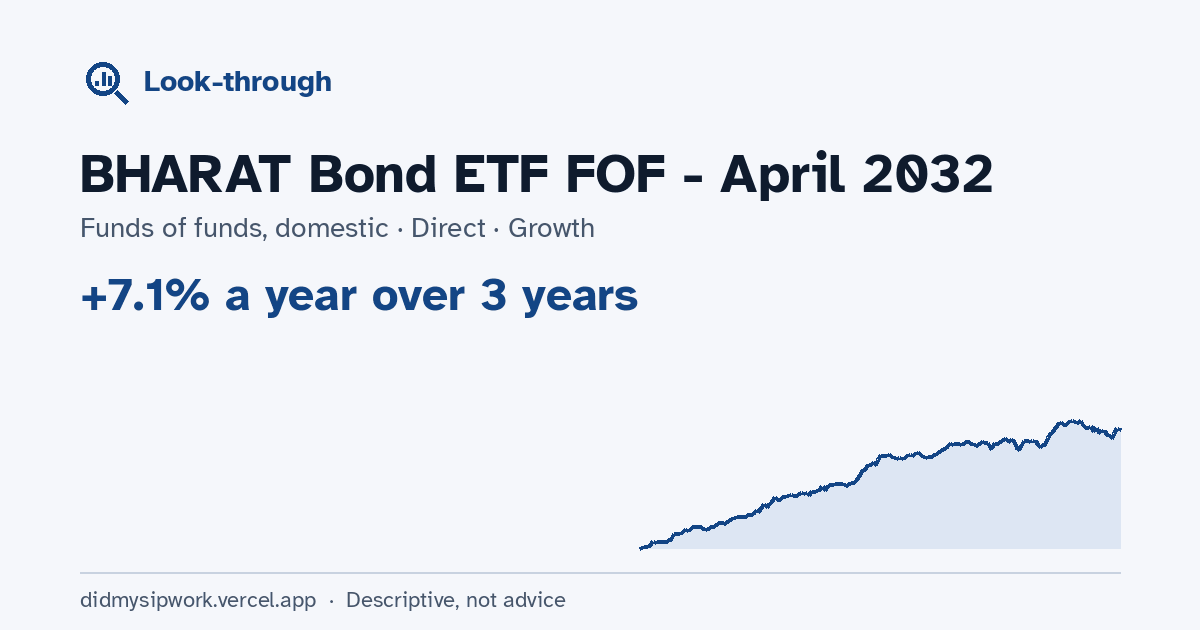 Look-through
BHARAT Bond ETF FOF - April 2032
Funds of funds, domestic · Direct · Growth
+7.1% a year over 3 years
didmysipwork.vercel.app · Descriptive, not advice